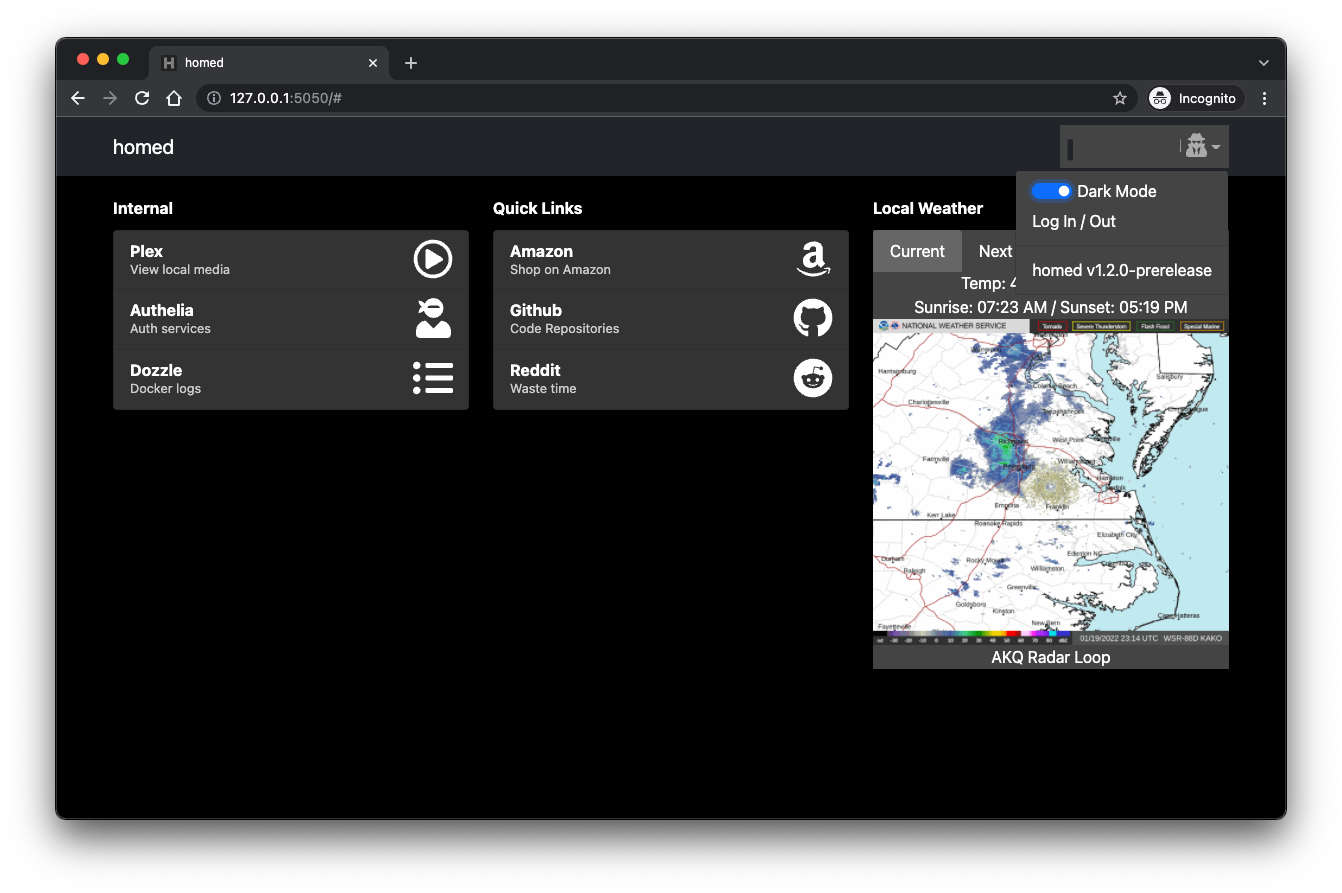 homed
127.0.0.1:5050/#
Incognito
homed
Dark Mode
Log In / Out
homed v1.2.0-prerelease
Internal
Plex
View local media
Authelia
Auth services
Dozzle
Docker logs
Quick Links
Amazon
Shop on Amazon
Github
Code Repositories
Reddit
Waste time
Local Weather
Current
Next
Temp: 4
Sunrise: 07:23 AM / Sunset: 05:19 PM
NATIONAL WEATHER SERVICE
Tornado
Severe Thunderstorm
Flash Flood
Special Marine
Harrisonburg
Salisbury
Charlottesville
West Point
Farmville
Williamsburg
Hampton
Norfolk
Emporia
Franklin
Kerr Lake
Roanoke Rapids
Elizabeth City
Edenton NC
Durham
Raleigh
Rocky Mount
Williamston
Greenville
Goldsboro
Kinston
New Bern
Cape Hatteras
Fayetteville
01/19/2022 23:14 UTC WSR-88D KAKQ
AKQ Radar Loop